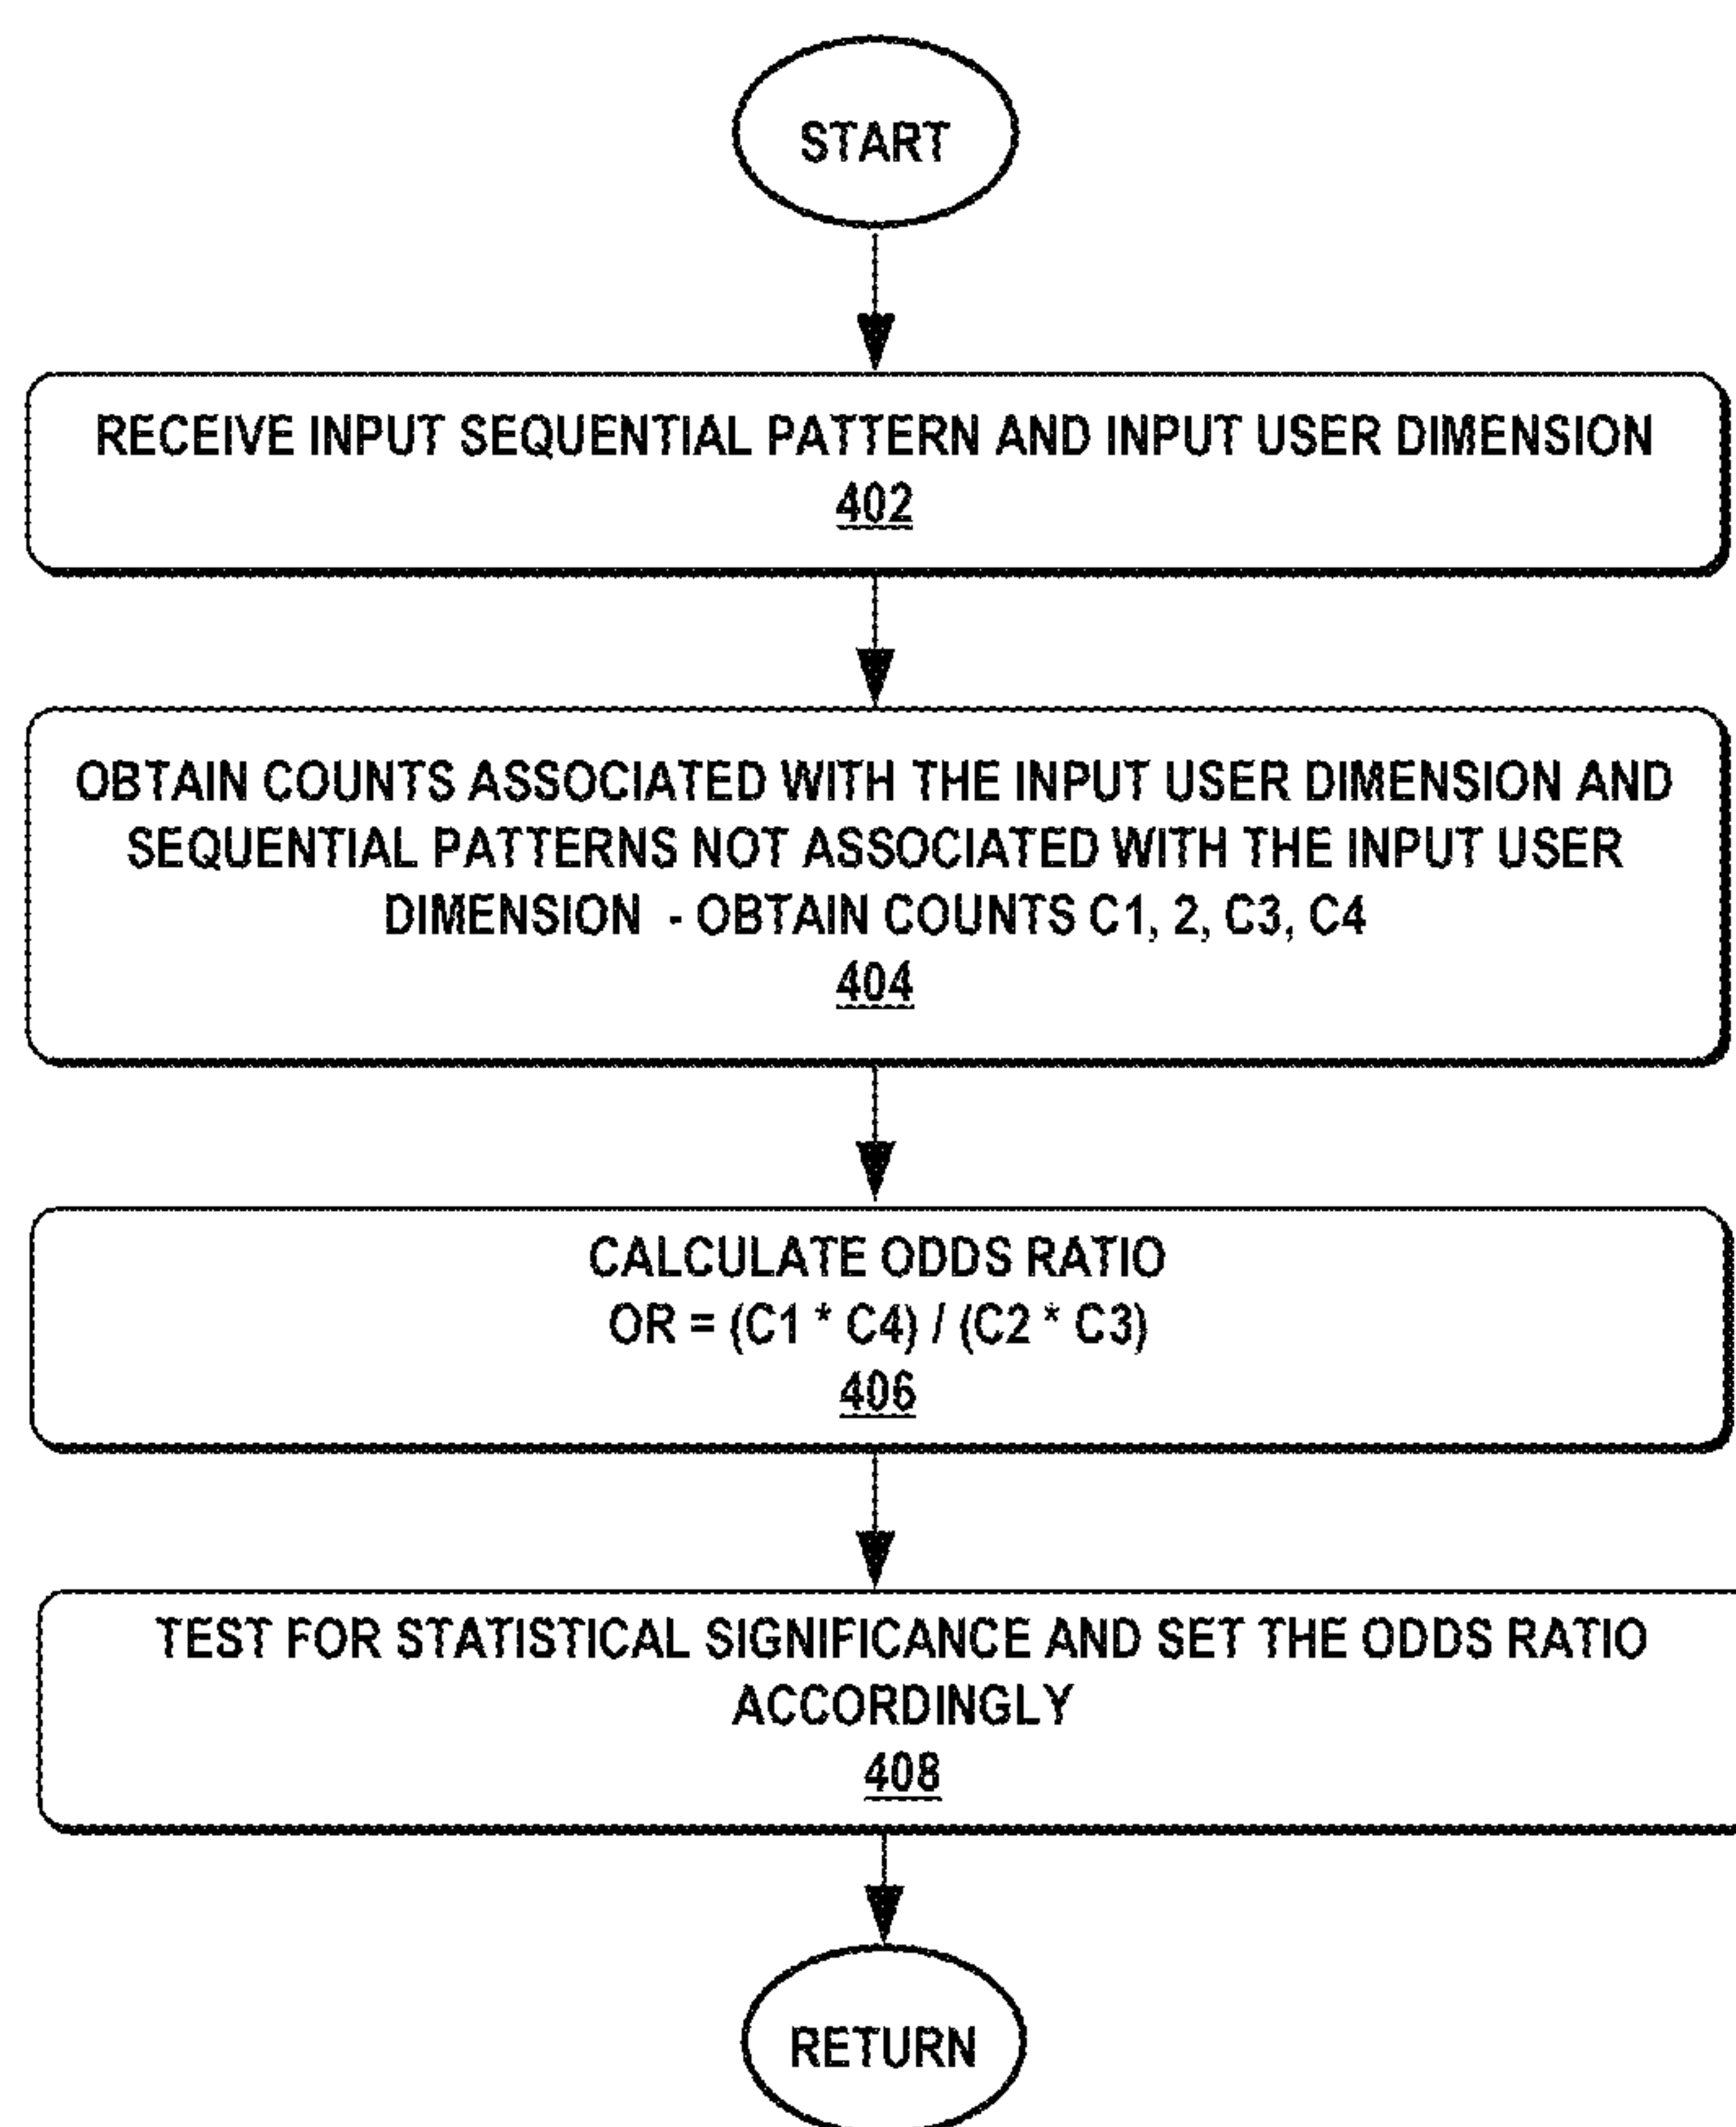 START
RECEIVE INPUT SEQUENTIAL PATTERN AND INPUT USER DIMENSION
402
OBTAIN COUNTS ASSOCIATED WITH THE INPUT USER DIMENSION AND
SEQUENTIAL PATTERNS NOT ASSOCIATED WITH THE INPUT USER
DIMENSION - OBTAIN COUNTS C1, 2, C3, C4
404
CALCULATE ODDS RATIO
OR = (C1 * C4) / (C2 * C3)
406
TEST FOR STATISTICAL SIGNIFICANCE AND SET THE ODDS RATIO
ACCORDINGLY
408
RETURN